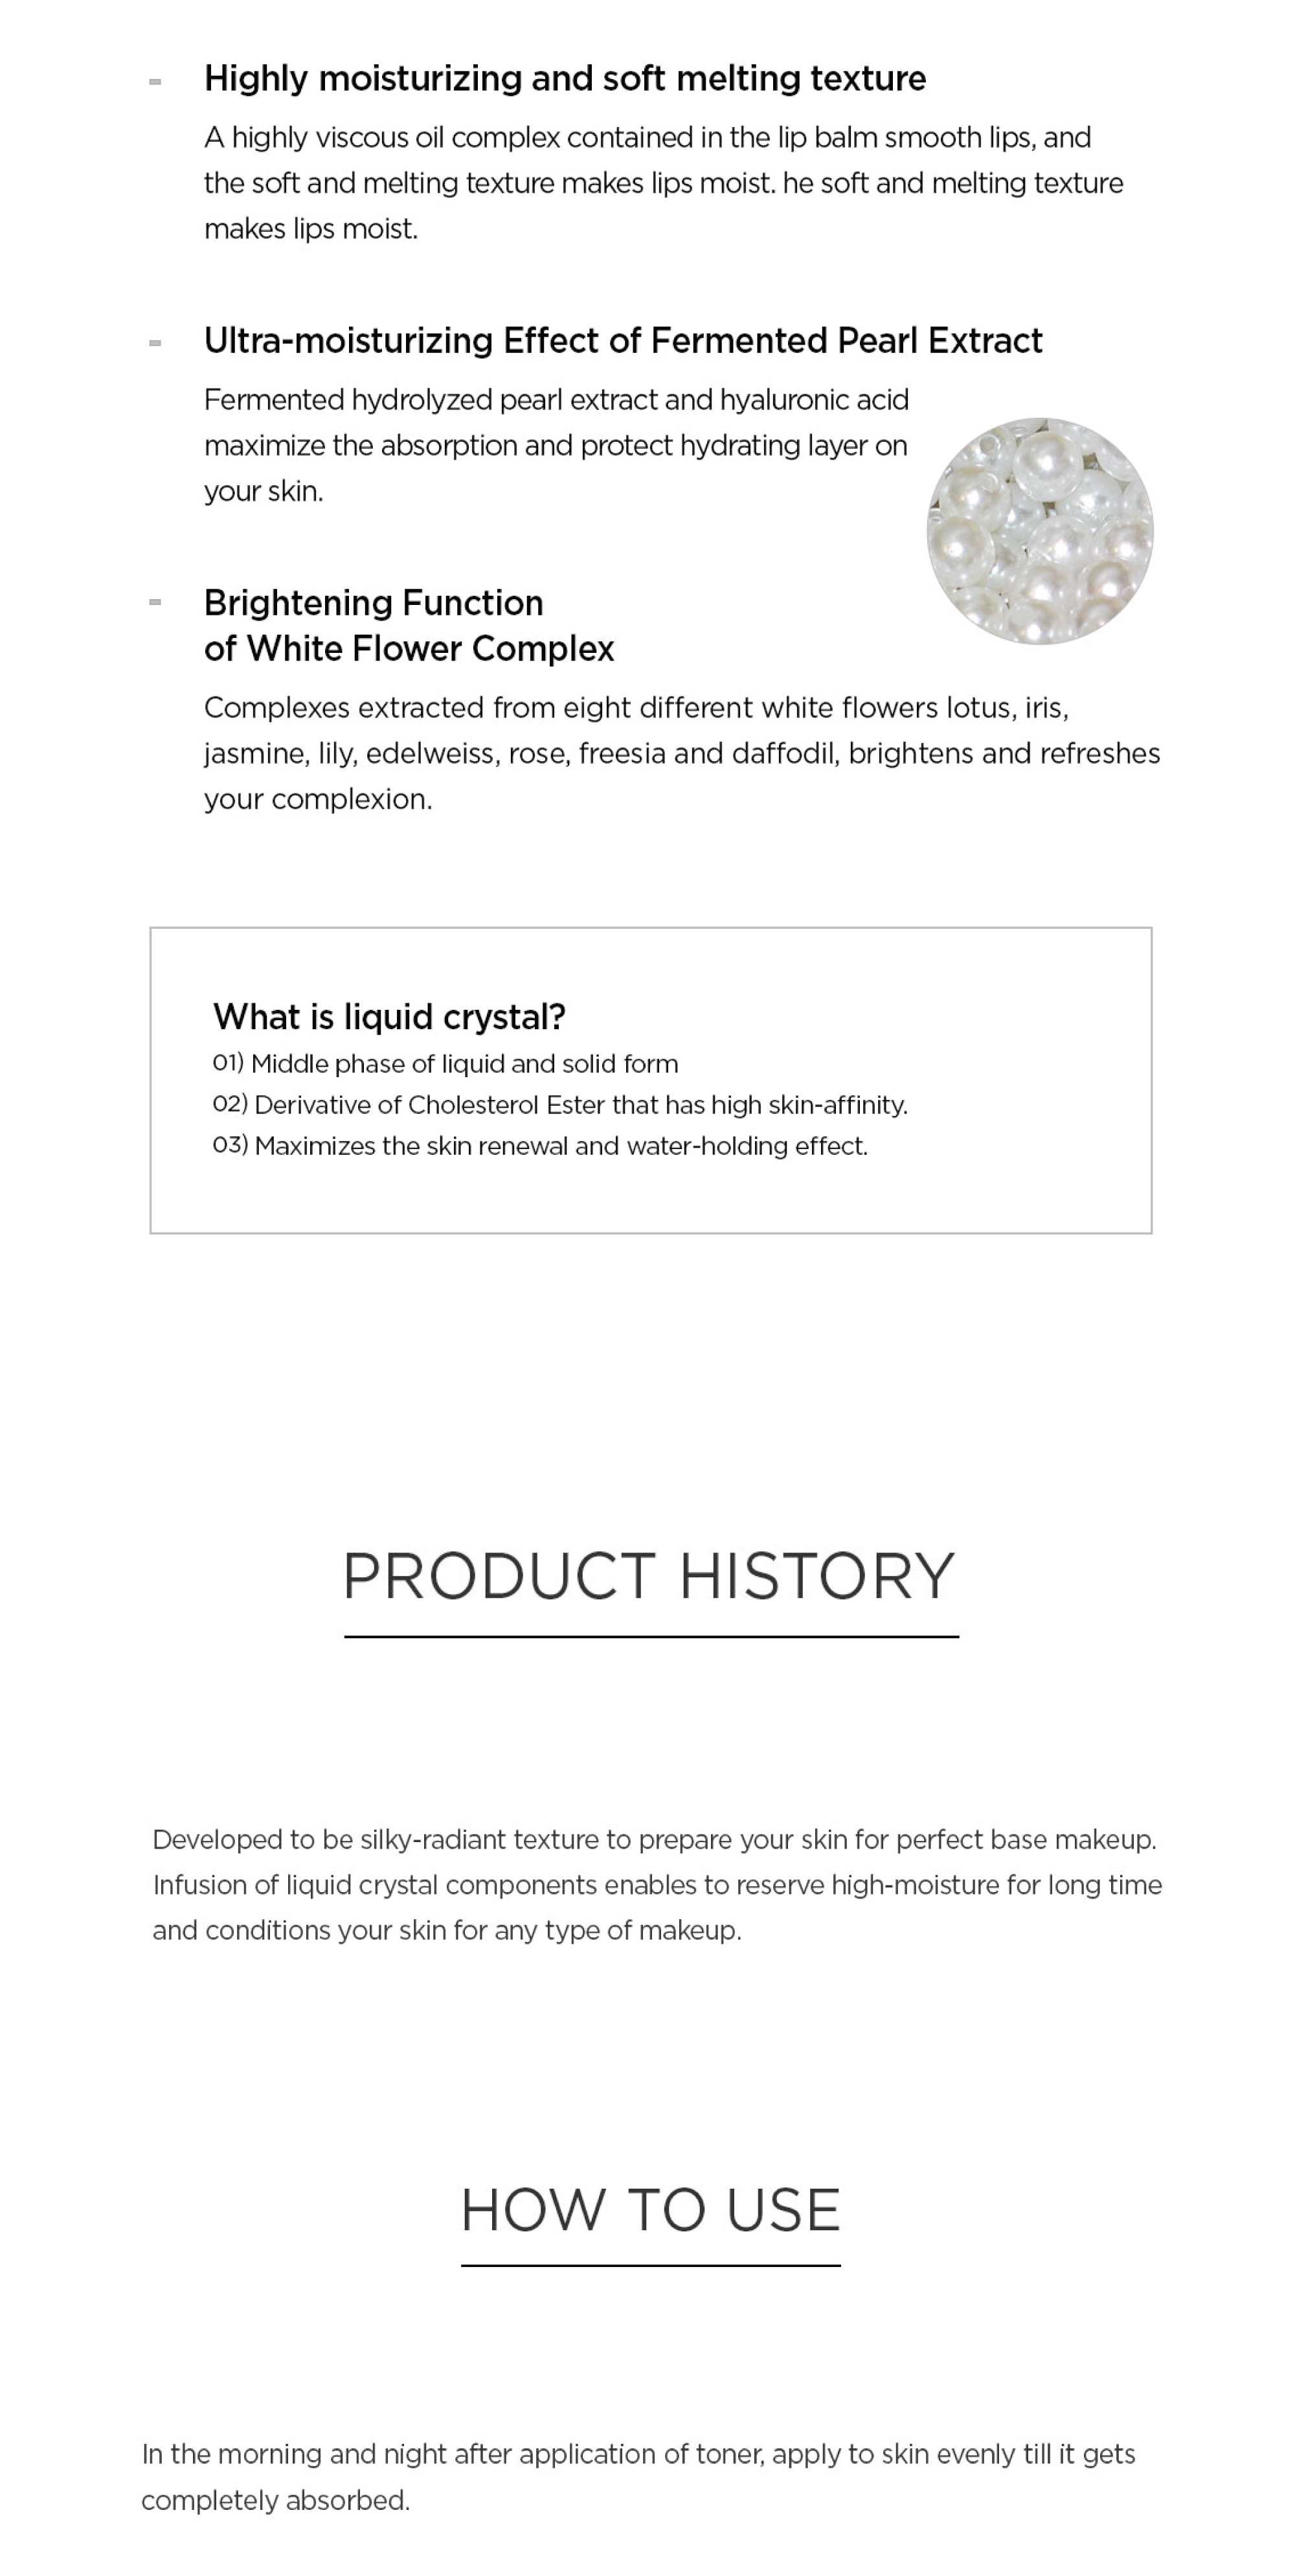 - Highly moisturizing and soft melting texture
A highly viscous oil complex contained in the lip balm smooth lips, and
the soft and melting texture makes lips moist. he soft and melting texture
makes lips moist.
- Ultra-moisturizing Effect of Fermented Pearl Extract
Fermented hydrolyzed pearl extract and hyaluronic acid
maximize the absorption and protect hydrating layer on
your skin.
- Brightening Function
of White Flower Complex
Complexes extracted from eight different white flowers lotus, iris,
jasmine, lily, edelweiss, rose, freesia and daffodil, brightens and refreshes
your complexion.
What is liquid crystal?
01) Middle phase of liquid and solid form
02) Derivative of Cholesterol Ester that has high skin-affinity.
03) Maximizes the skin renewal and water-holding effect.
PRODUCT HISTORY
Developed to be silky-radiant texture to prepare your skin for perfect base makeup.
Infusion of liquid crystal components enables to reserve high-moisture for long time
and conditions your skin for any type of makeup.
HOW TO USE
In the morning and night after application of toner, apply to skin evenly till it gets
completely absorbed.